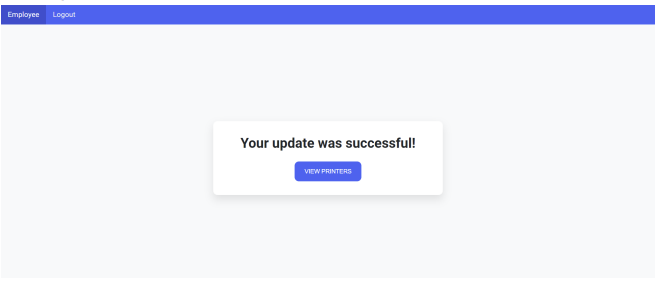 Employee Logout
Your update was successful!
VIEW PRINTERS